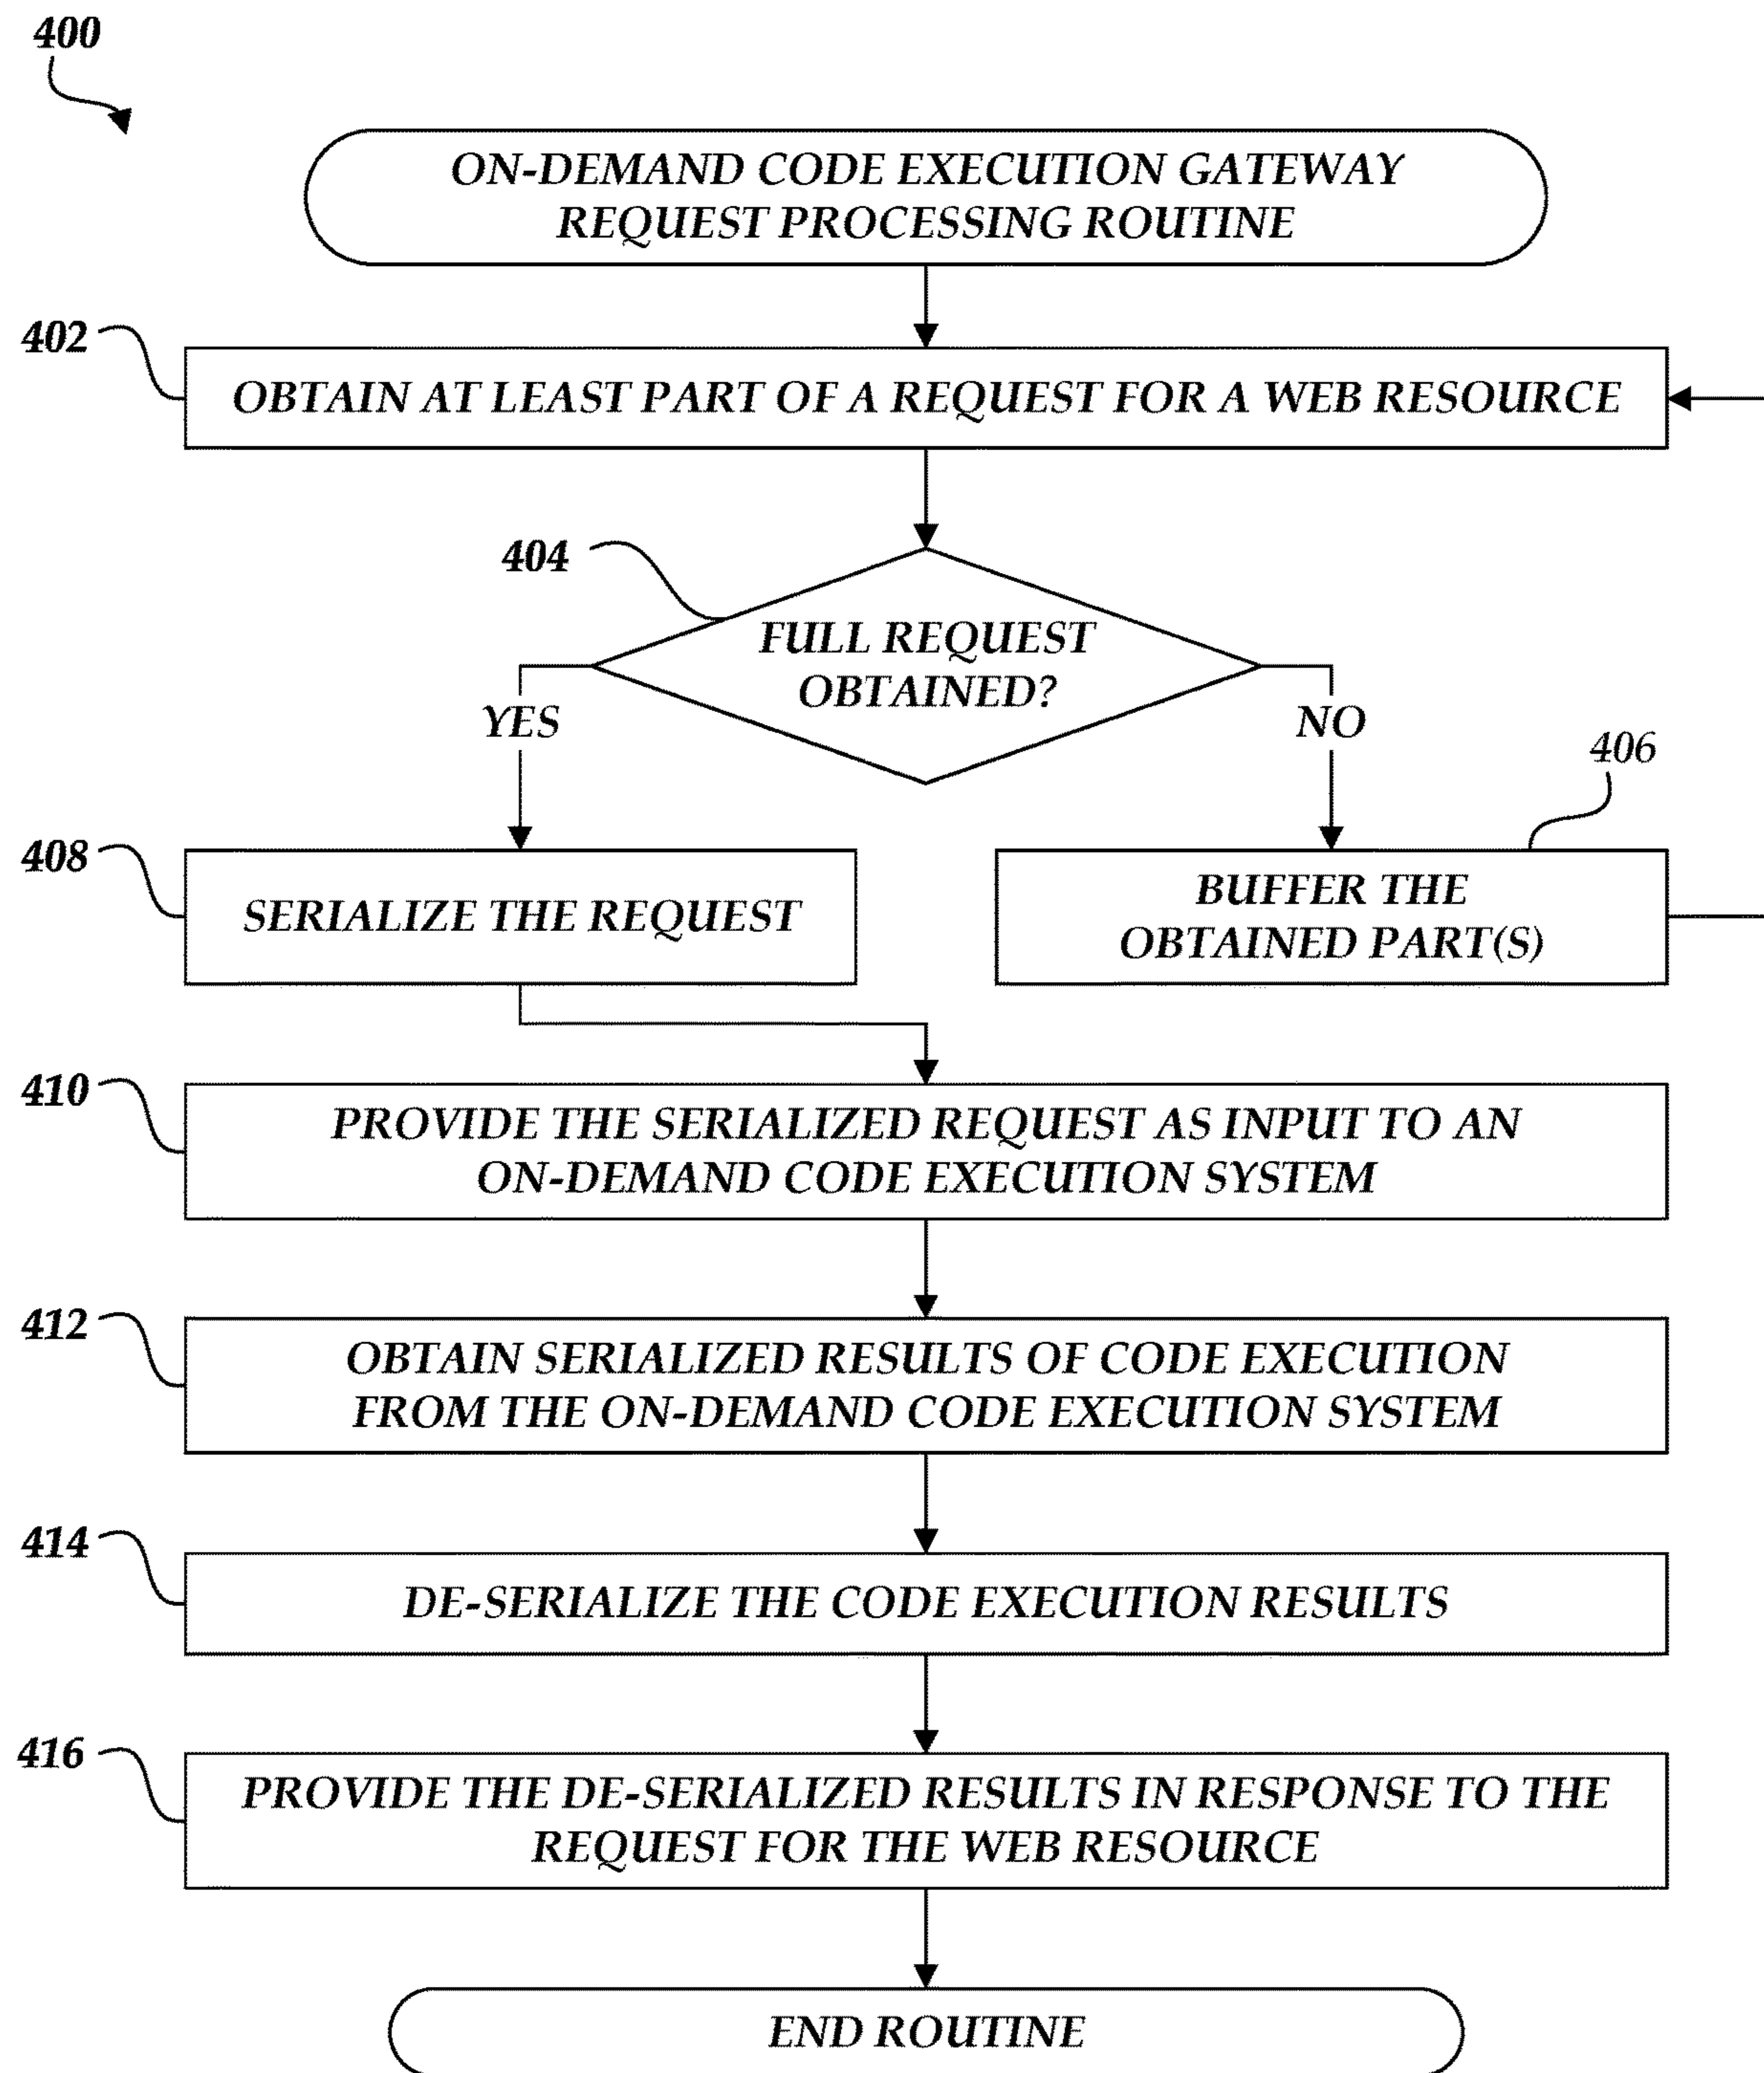 400
ON-DEMAND CODE EXECUTION GATEWAY
REQUEST PROCESSING ROUTINE
402
OBTAIN AT LEAST PART OF A REQUEST FOR A WEB RESOURCE
404
FULL REQUEST
OBTAINED?
YES
NO
406
408
SERIALIZE THE REQUEST
BUFFER THE
OBTAINED PART(S)
410
PROVIDE THE SERIALIZED REQUEST AS INPUT TO AN
ON-DEMAND CODE EXECUTION SYSTEM
412
OBTAIN SERIALIZED RESULTS OF CODE EXECUTION
FROM THE ON-DEMAND CODE EXECUTION SYSTEM
414
DE-SERIALIZE THE CODE EXECUTION RESULTS
416
PROVIDE THE DE-SERIALIZED RESULTS IN RESPONSE TO THE
REQUEST FOR THE WEB RESOURCE
END ROUTINE